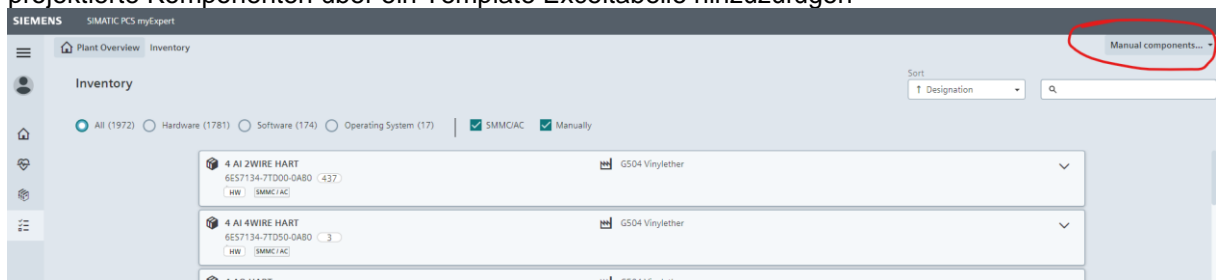 projektierte Komponenten über ein Template Exceltabelle hinzuzufügen
SIEMENS SIMATIC PCS myExpert
Plant Overview Inventory Manual components...
Inventory
Sort
↑ Designation
All (1972) Hardware (1781) Software (174) Operating System (17) SMMC/AC Manually
4 AI 2WIRE HART G504 Vinylether
6ES7134-7TD00-0AB0 437
HW SMMC/AC
4 AI 4WIRE HART G504 Vinylether
6ES7134-7TD50-0AB0 3
HW SMMC/AC